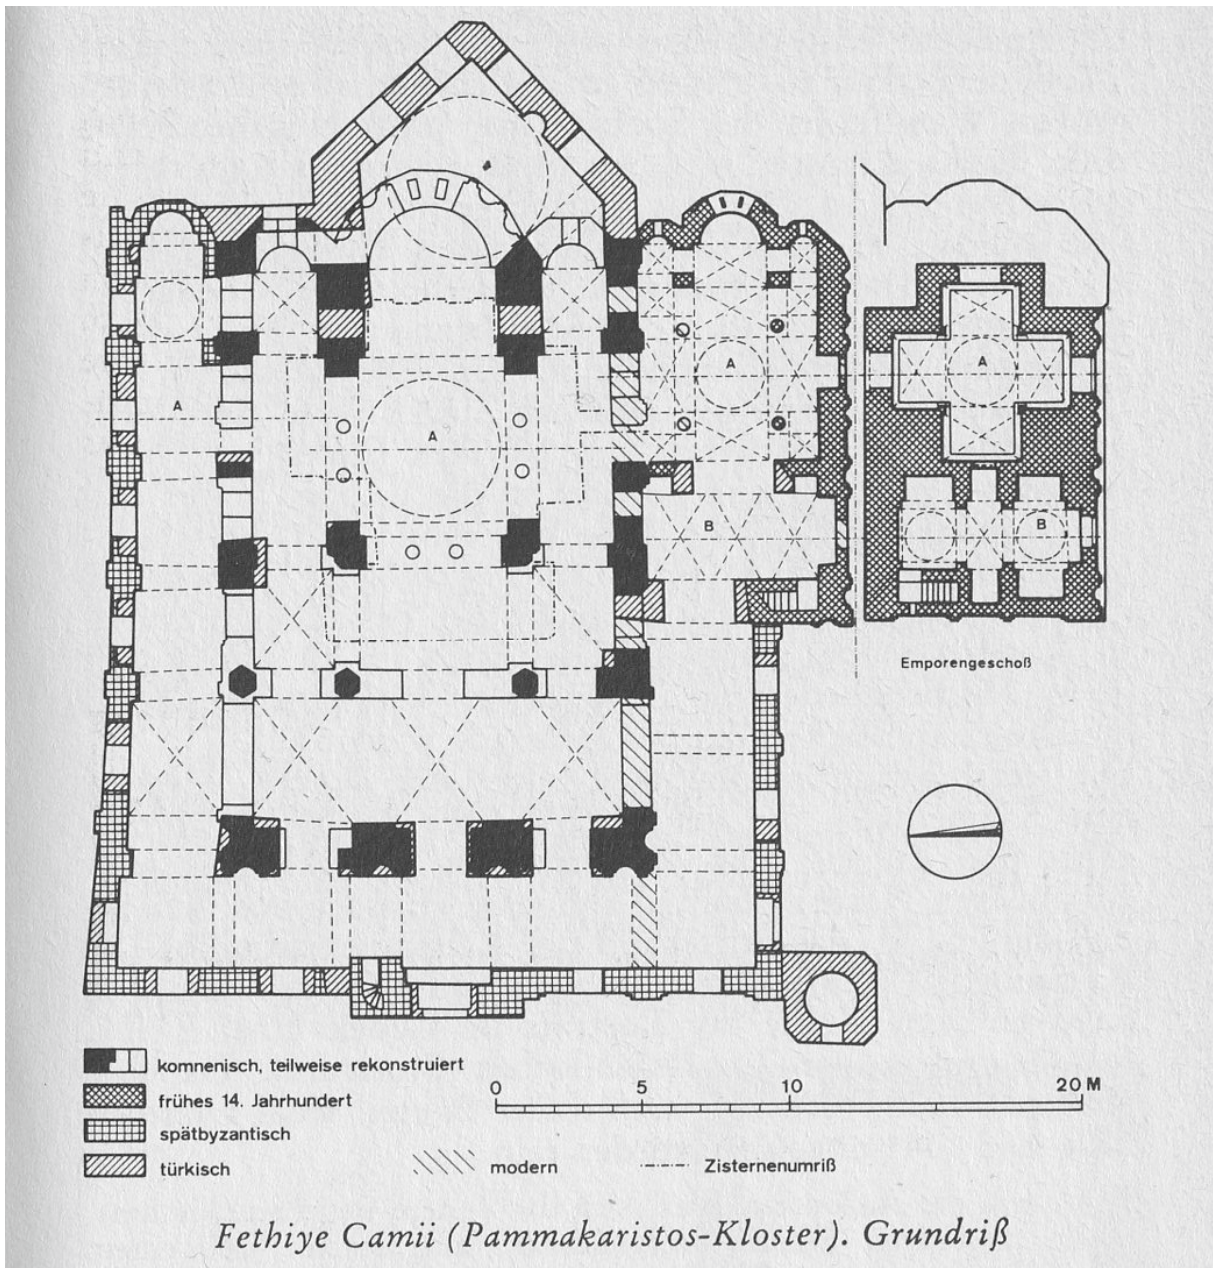 A
A
A
A
B
B
Emporengeschoß
komnenisch, teilweise rekonstruiert
frühes 14. Jahrhundert
spätbyzantisch
türkisch
0 5 10 20 M
modern
Zisternenumriß
Fethiye Camii (Pammakaristos-Kloster). Grundriß